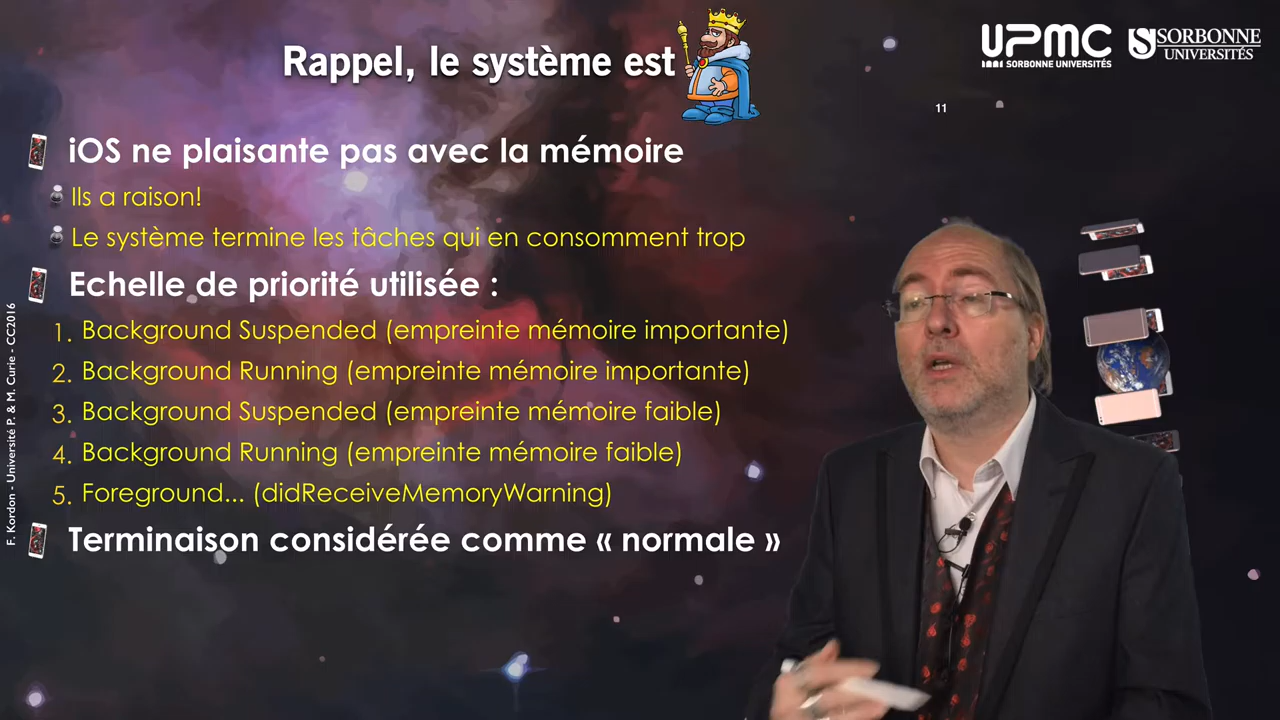 Rappel, le système est
UPMC
SORBONNE UNIVERSITÉS
SORBONNE
UNIVERSITÉS
11
iOS ne plaisante pas avec la mémoire
Ils a raison!
Le système termine les tâches qui en consomment trop
Echelle de priorité utilisée :
1. Background Suspended (empreinte mémoire importante)
2. Background Running (empreinte mémoire importante)
3. Background Suspended (empreinte mémoire faible)
4. Background Running (empreinte mémoire faible)
5. Foreground... (didReceiveMemoryWarning)
Terminaison considérée comme « normale »
F. Kordon - Université P. & M. Curie - CC2016